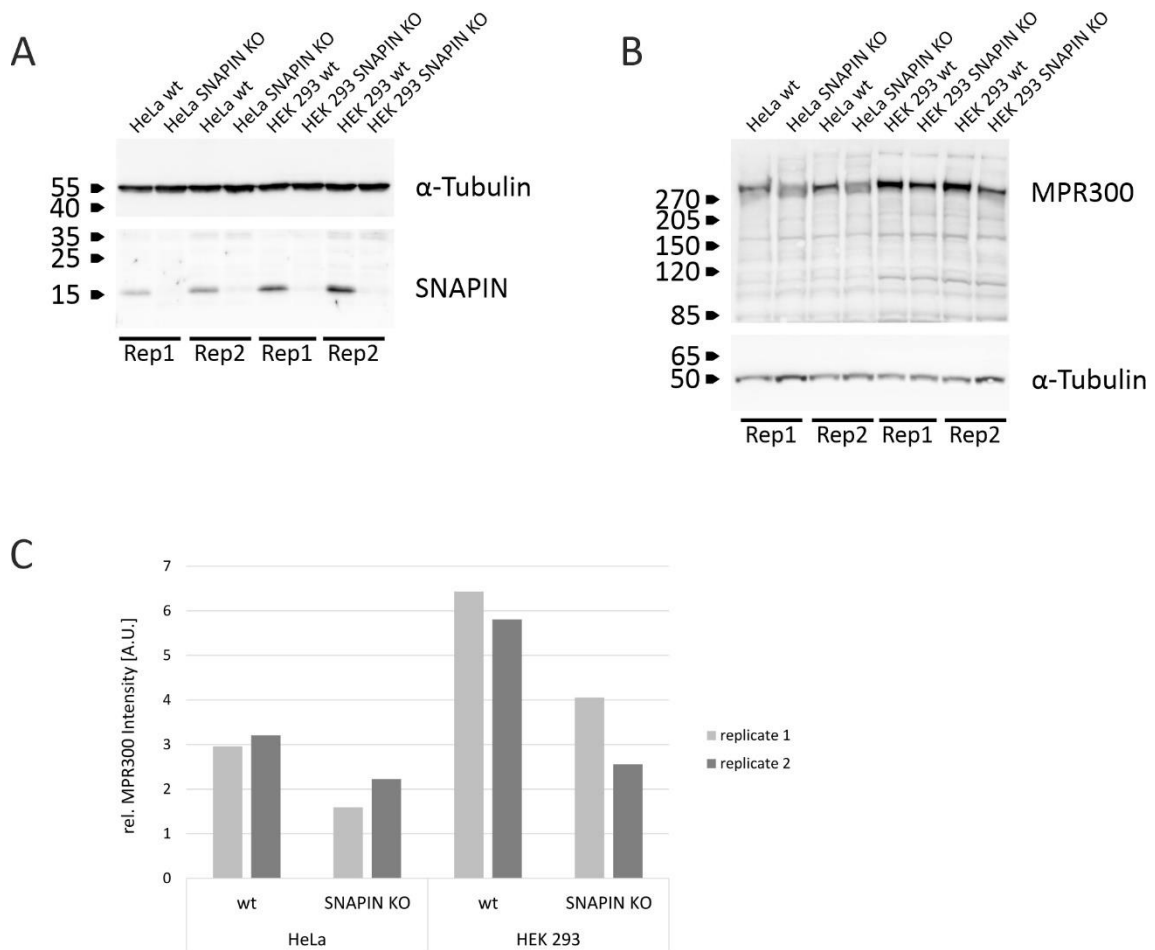 A
HeLa wt
HeLa SNAPIN KO
HeLa wt
HeLa SNAPIN KO
HEK 293 wt
HEK 293 SNAPIN KO
HEK 293 wt
HEK 293 SNAPIN KO
55
40
α-Tubulin
35
25
15
SNAPIN
Rep1 Rep2 Rep1 Rep2
B
HeLa wt
HeLa SNAPIN KO
HeLa wt
HeLa SNAPIN KO
HEK 293 wt
HEK 293 SNAPIN KO
HEK 293 wt
HEK 293 SNAPIN KO
270
205
150
120
85
MPR300
65
50
α-Tubulin
Rep1 Rep2 Rep1 Rep2
C
rel. MPR300 Intensity [A.U.]
7
6
5
4
3
2
1
0
wt SNAPIN KO wt SNAPIN KO
HeLa HEK 293
replicate 1
replicate 2